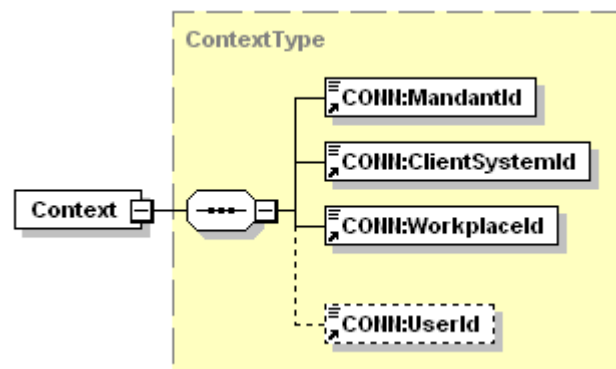 ContextType
CONN:MandantId
CONN:ClientSystemId
Context
CONN:WorkplaceId
CONN:UserId